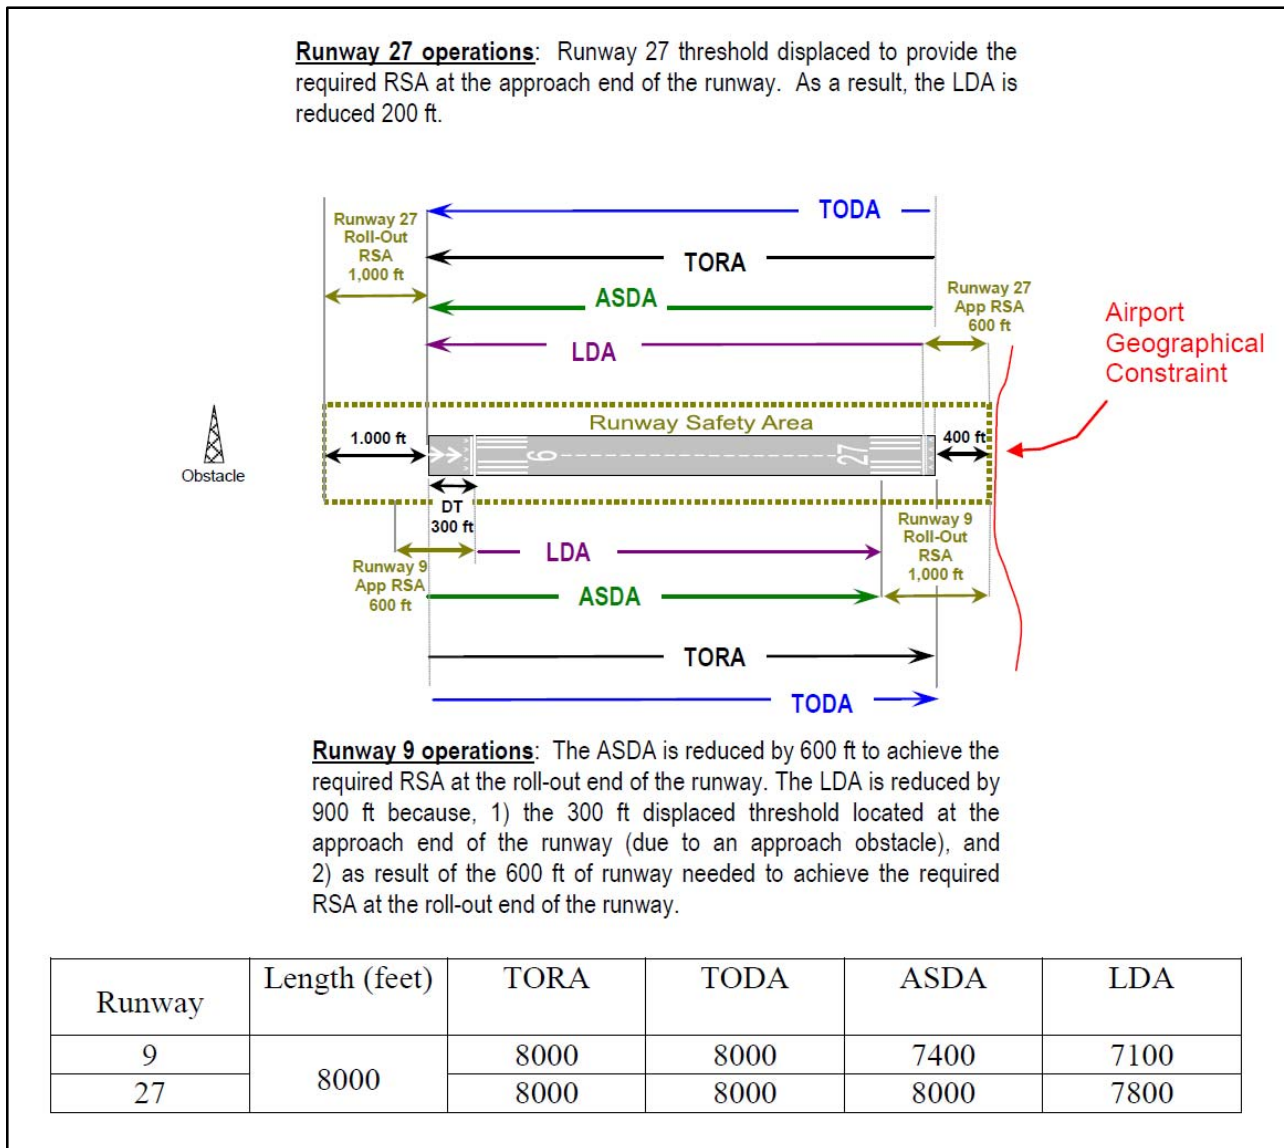 Runway 27 operations: Runway 27 threshold displaced to provide the
required RSA at the approach end of the runway. As a result, the LDA is
reduced 200 ft.
TODA
Runway 27
Roll-Out
RSA
1,000 ft
TORA
ASDA
Runway 27
App RSA
600 ft
LDA
Airport
Geographical
Constraint
Runway Safety Area
1.000 ft
9
27
400 ft
Obstacle
DT
300 ft
Runway 9
Roll-Out
RSA
1,000 ft
LDA
Runway 9
App RSA
600 ft
ASDA
TORA
TODA
Runway 9 operations: The ASDA is reduced by 600 ft to achieve the
required RSA at the roll-out end of the runway. The LDA is reduced by
900 ft because, 1) the 300 ft displaced threshold located at the
approach end of the runway (due to an approach obstacle), and
2) as result of the 600 ft of runway needed to achieve the required
RSA at the roll-out end of the runway.
Runway Length (feet) TORA TODA ASDA LDA
9 8000 8000 8000 7400 7100
27 8000 8000 8000 7800